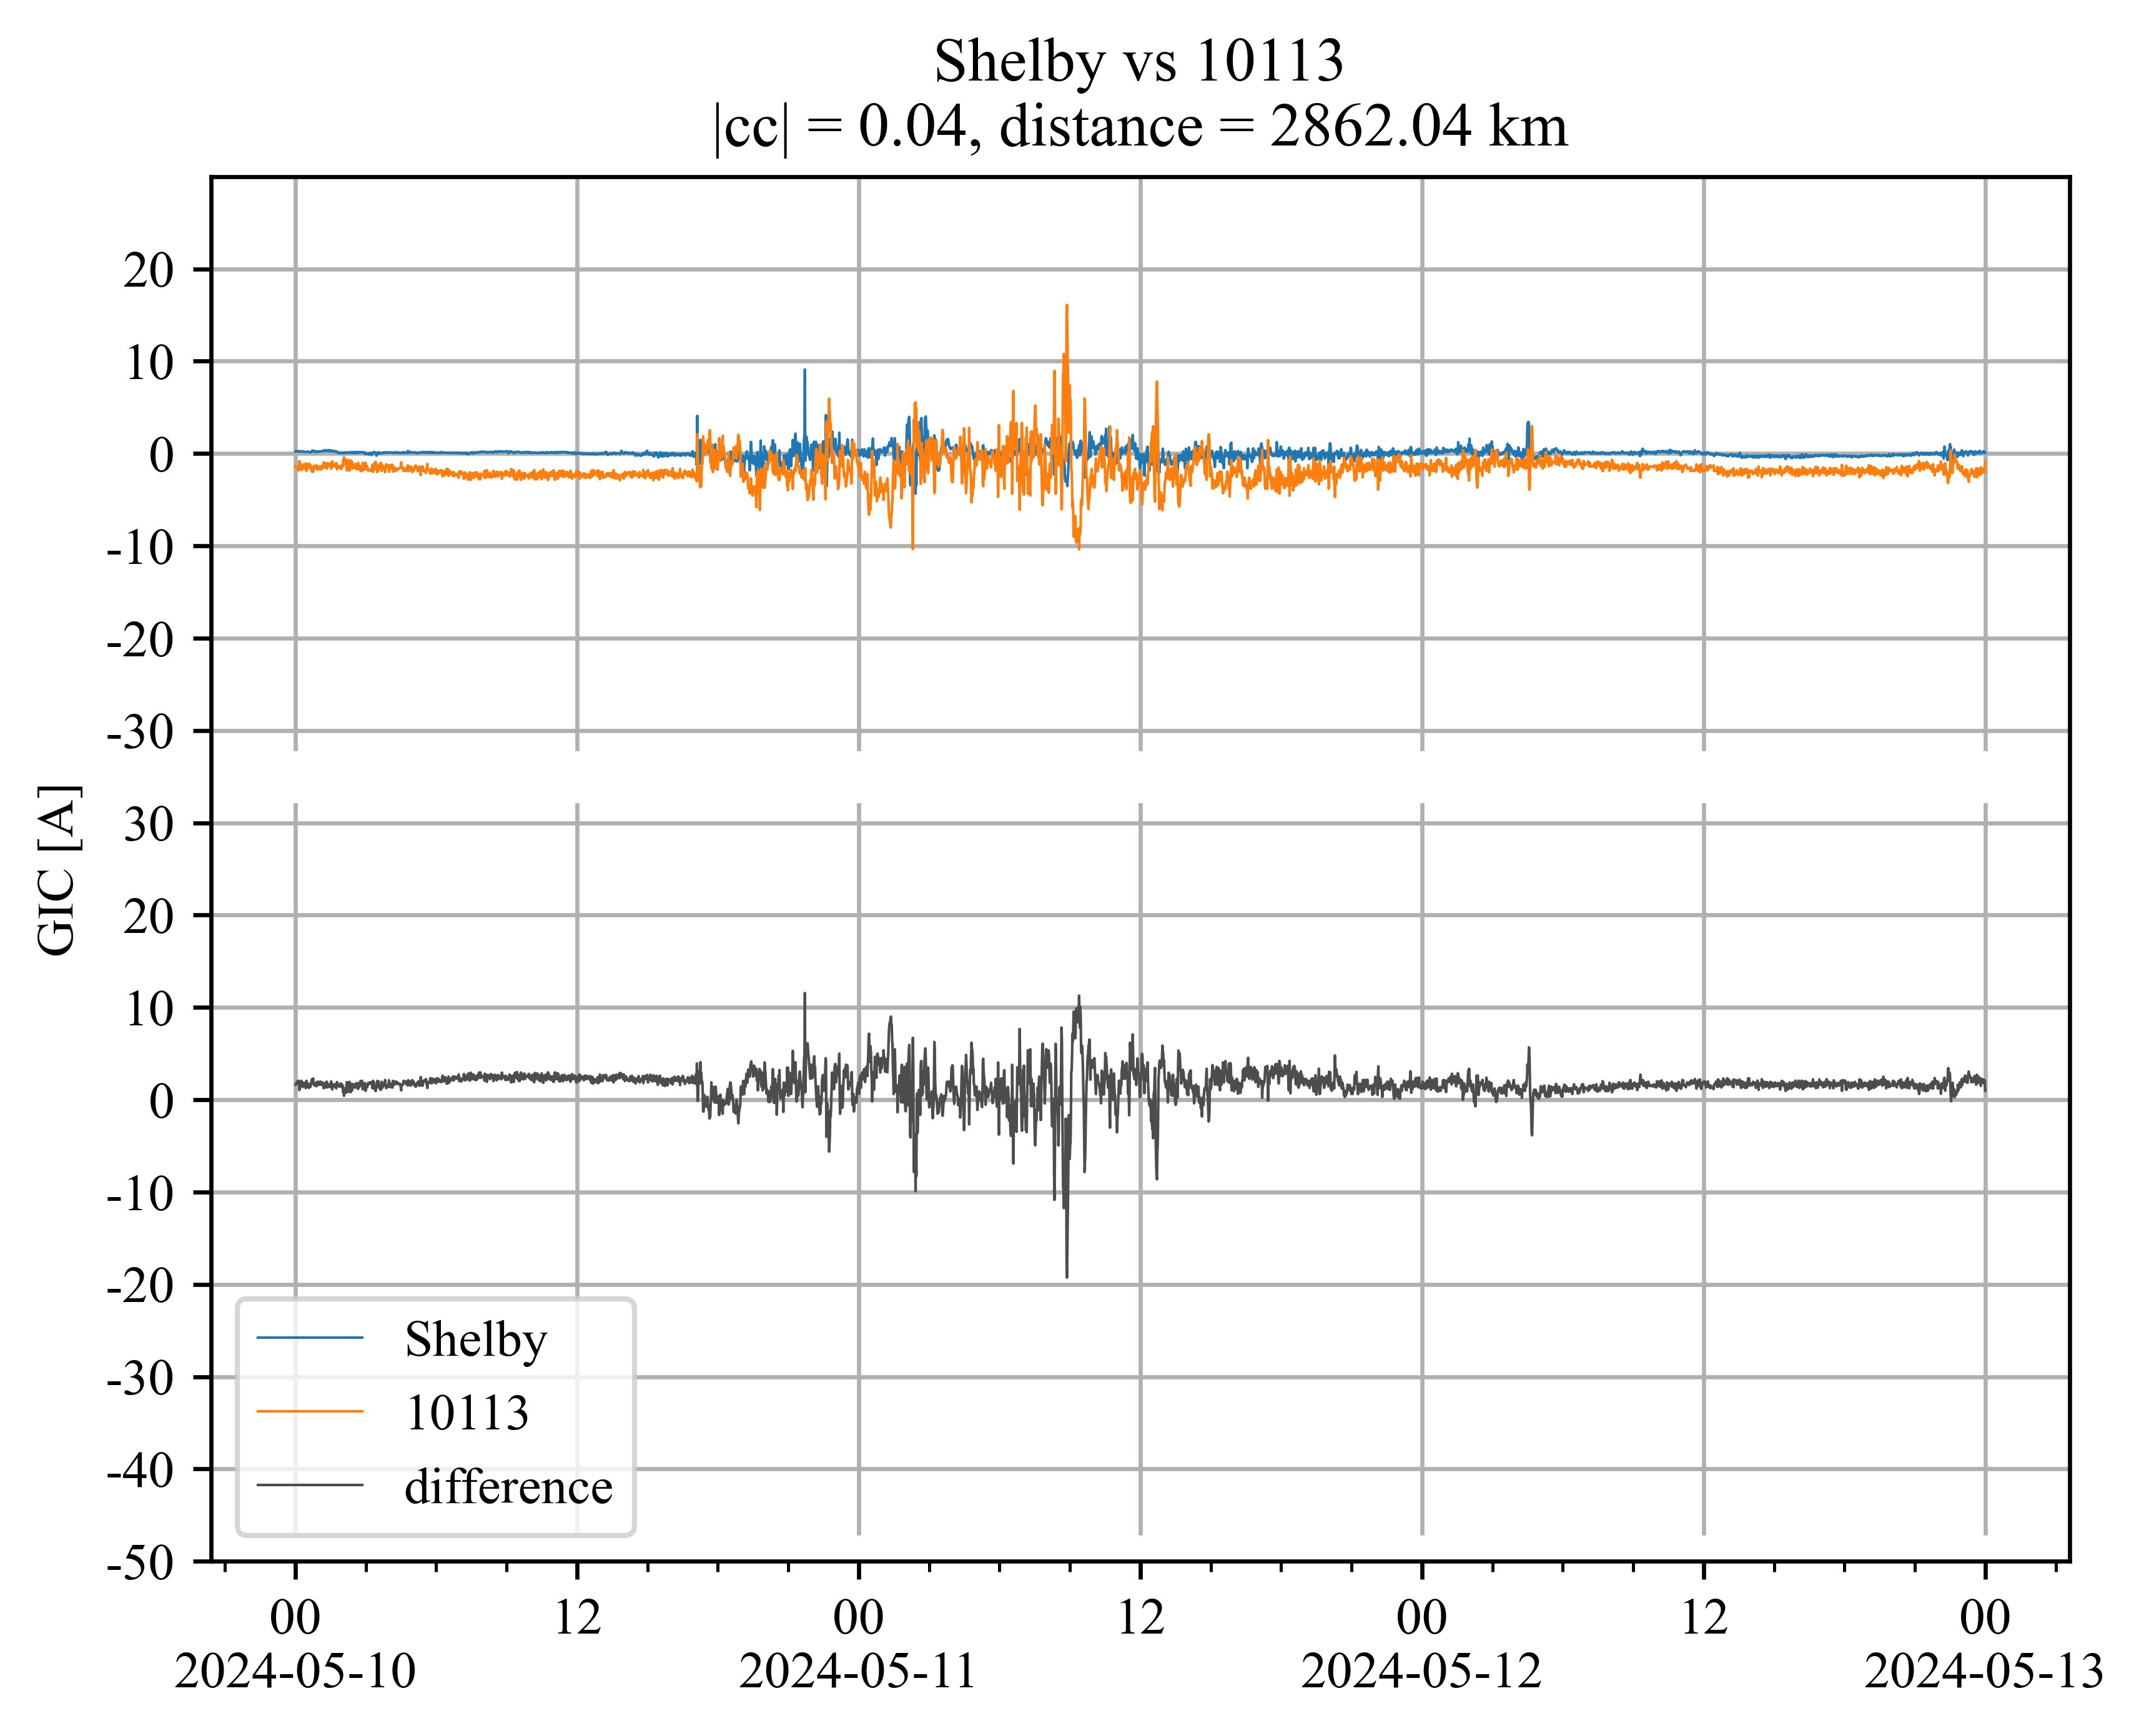 Shelby vs 10113
|cc| = 0.04, distance = 2862.04 km
20
10
0
-10
-20
-30
30
20
10
0
-10
-20
-30
-40
-50
GIC [A]
Shelby
10113
difference
00 12 00 12 00 12 00
2024-05-10 2024-05-11 2024-05-12 2024-05-13